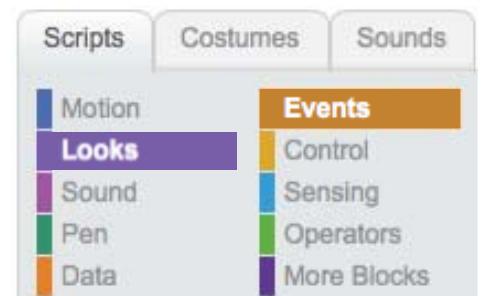 Scripts Costumes Sounds
Motion Events
Looks Control
Sound Sensing
Pen Operators
Data More Blocks